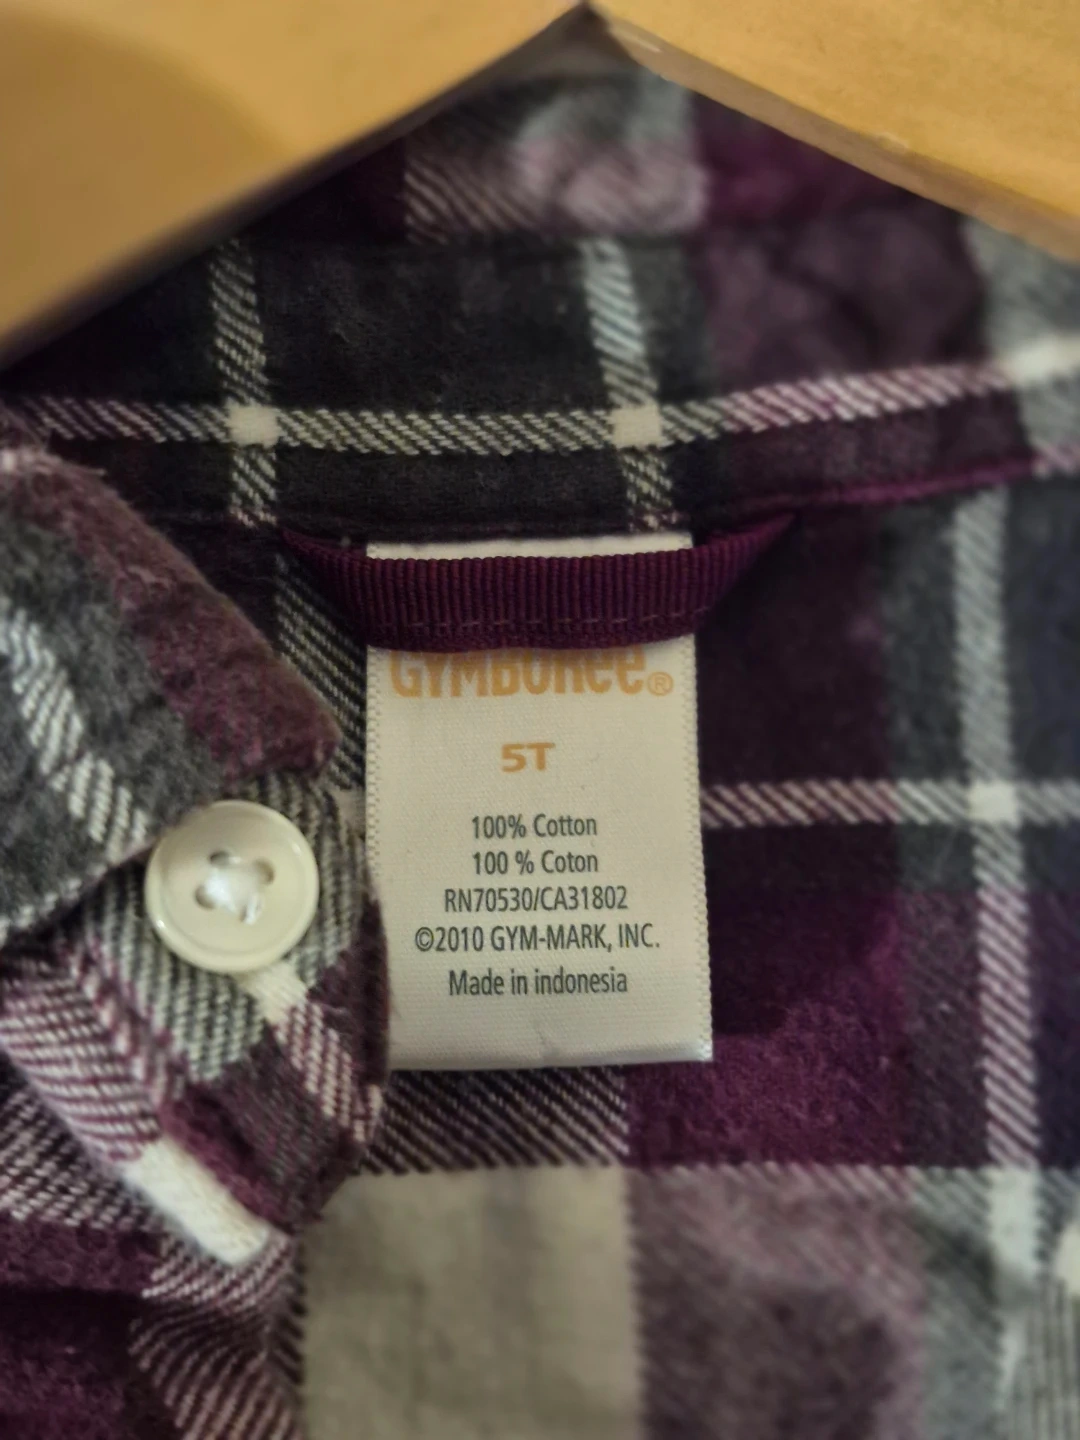 GYMBOREE®
5T
100% Cotton
100 % Coton
RN70530/CA31802
©2010 GYM-MARK, INC.
Made in indonesia